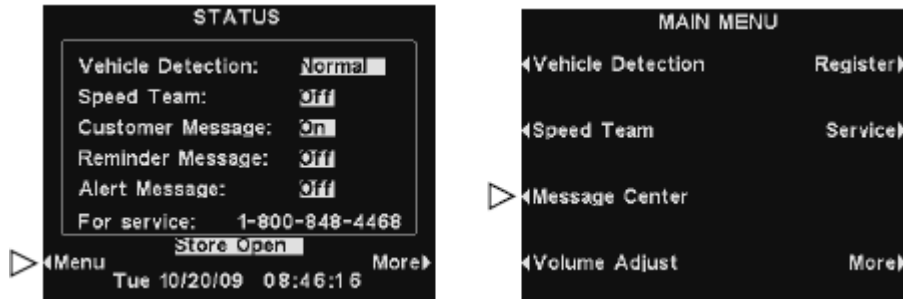 STATUS
Vehicle Detection: Normal
Speed Team: Off
Customer Message: On
Reminder Message: Off
Alert Message: Off
For service: 1-800-848-4468
Store Open
Menu More
Tue 10/20/09 08:46:16
MAIN MENU
Vehicle Detection Register
Speed Team Service
Message Center
Volume Adjust More